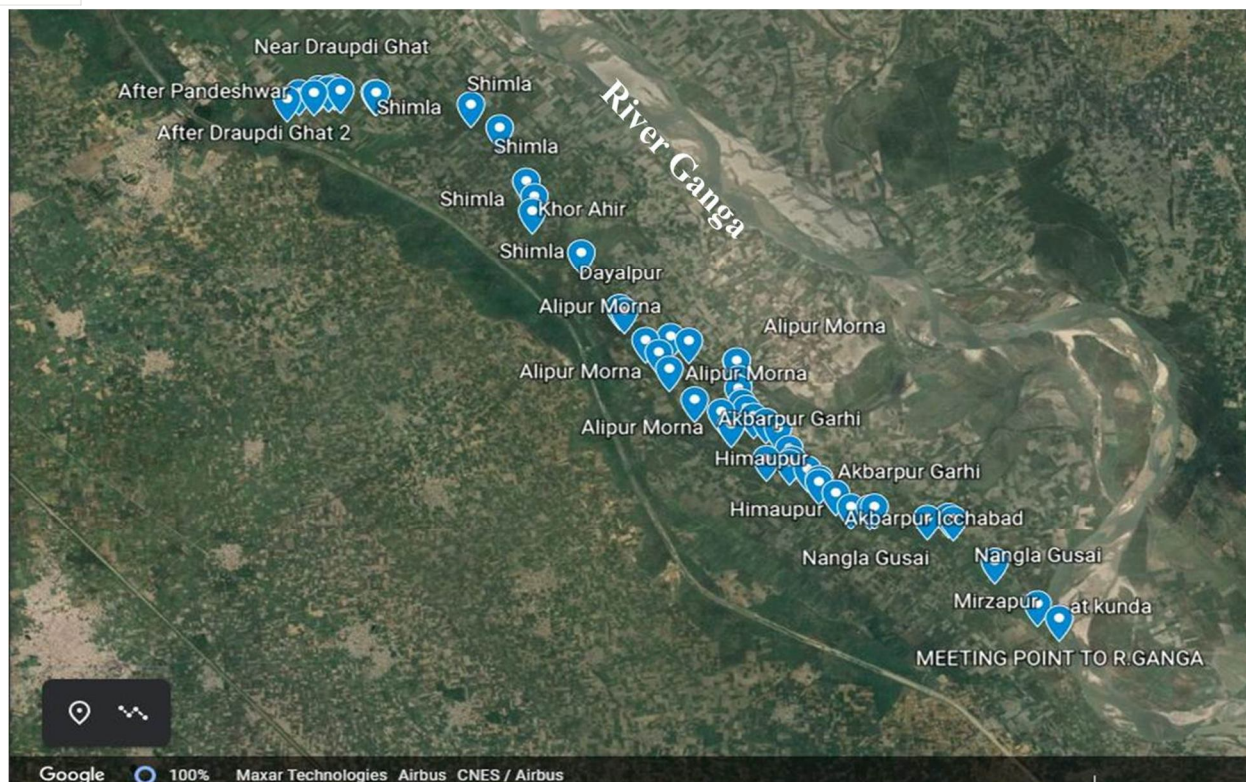 Near Draupdi Ghat
After Pandeshwar
Shimla
Shimla
After Draupdi Ghat 2
Shimla
River Ganga
Shimla
Khor Ahir
Shimla
Dayalpur
Alipur Morna
Alipur Morna
Alipur Morna
Alipur Morna
Alipur Morna
Akbarpur Garhi
Himaupur
Akbarpur Garhi
Himaupur
Akbarpur Icchabad
Nangla Gusai
Nangla Gusai
Mirzapur
at kunda
MEETING POINT TO R.GANGA
Google 100% Maxar Technologies Airbus CNES / Airbus